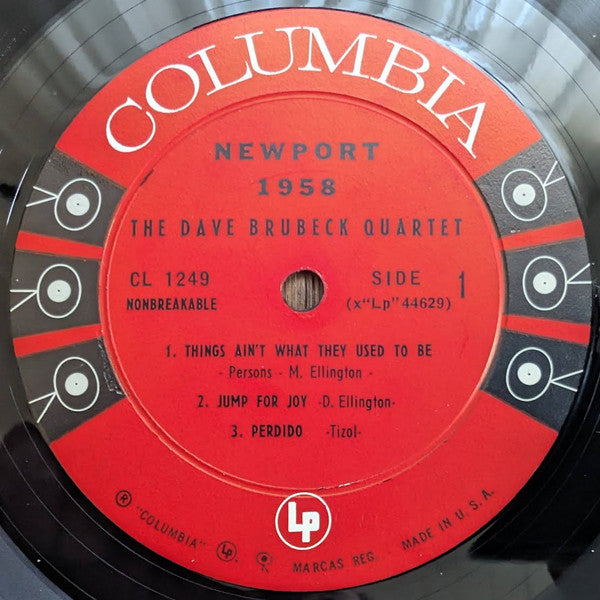 COLUMBIA
NEWPORT
1958
THE DAVE BRUBECK QUARTET
CL 1249 SIDE 1
NONBREAKABLE (x"Lp"44629)
1. THINGS AIN'T WHAT THEY USED TO BE
- Persons - M. Ellington -
2. JUMP FOR JOY -D. Ellington-
3. PERDIDO -Tizol-
Lp
® "COLUMBIA" Lp MARCAS REG. MADE IN U.S.A.